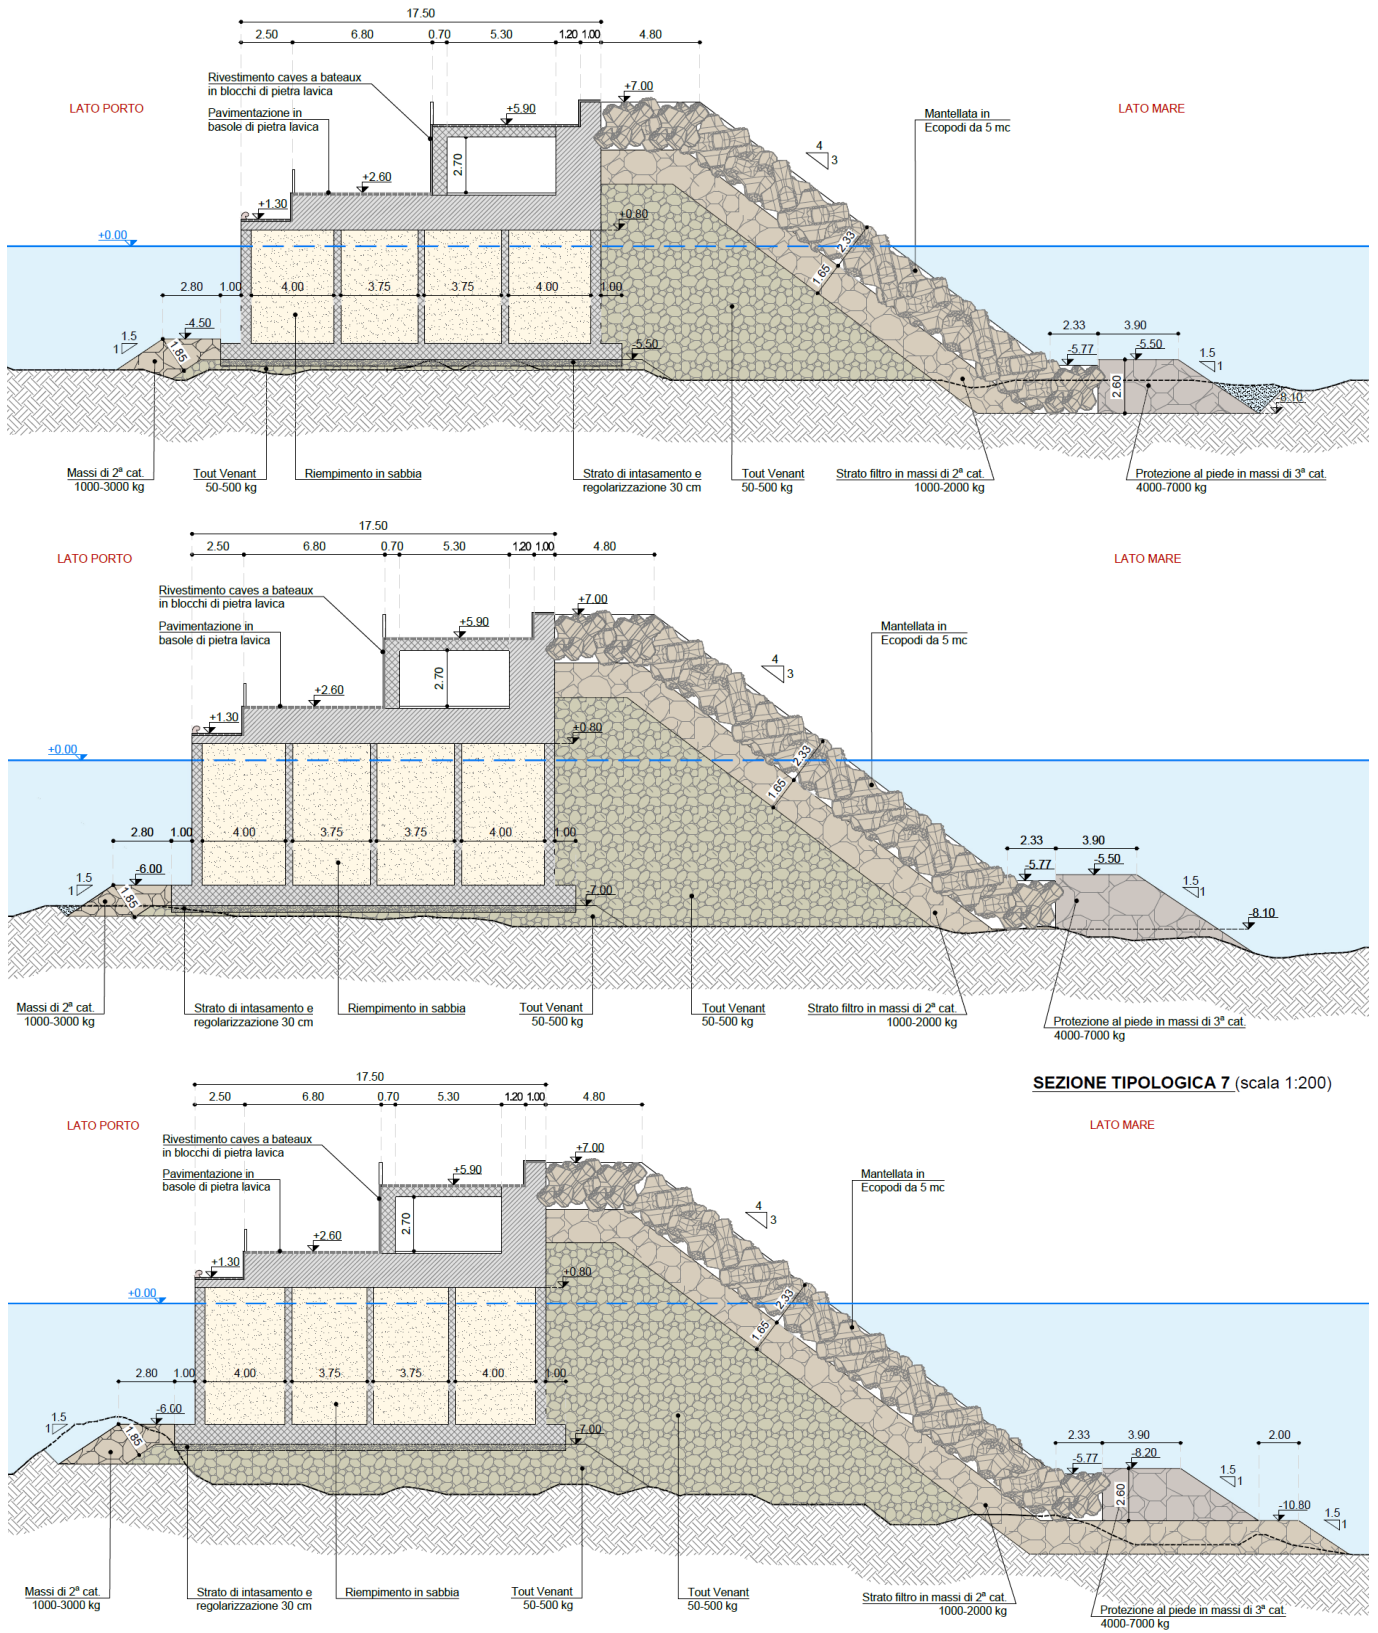 17.50
2.50 6.80 0.70 5.30 1.20 1.00 4.80
Rivestimento caves a bateaux
in blocchi di pietra lavica
LATO PORTO
Pavimentazione in
basole di pietra lavica
+7.00
+5.90
Mantellata in
Ecopodi da 5 mc
LATO MARE
4
3
2.70
+2.60
+1.30
+0.80
+0.00
2.33
1.65
2.80 1.00 4.00 3.75 3.75 4.00 1.00
-4.50
1.5
1
1.85
-5.50
2.33 3.90
-5.77
-5.50
1.5
1
2.60
-8.10
Massi di 2ª cat.
1000-3000 kg
Tout Venant
50-500 kg
Riempimento in sabbia
Strato di intasamento e
regolarizzazione 30 cm
Tout Venant
50-500 kg
Strato filtro in massi di 2ª cat.
1000-2000 kg
Protezione al piede in massi di 3ª cat.
4000-7000 kg
17.50
2.50 6.80 0.70 5.30 1.20 1.00 4.80
LATO PORTO
LATO MARE
Rivestimento caves a bateaux
in blocchi di pietra lavica
Pavimentazione in
basole di pietra lavica
+7.00
+5.90
Mantellata in
Ecopodi da 5 mc
4
3
2.70
+2.60
+1.30
+0.80
+0.00
2.33
1.65
2.80 1.00 4.00 3.75 3.75 4.00 1.00
2.33 3.90
-5.77
-5.50
-6.00
1.5
1
1.85
-7.00
1.5
1
-8.10
Massi di 2ª cat.
1000-3000 kg
Strato di intasamento e
regolarizzazione 30 cm
Riempimento in sabbia
Tout Venant
50-500 kg
Tout Venant
50-500 kg
Strato filtro in massi di 2ª cat.
1000-2000 kg
Protezione al piede in massi di 3ª cat.
4000-7000 kg
SEZIONE TIPOLOGICA 7 (scala 1:200)
17.50
2.50 6.80 0.70 5.30 1.20 1.00 4.80
LATO PORTO
LATO MARE
Rivestimento caves a bateaux
in blocchi di pietra lavica
Pavimentazione in
basole di pietra lavica
+7.00
+5.90
Mantellata in
Ecopodi da 5 mc
4
3
2.70
+2.60
+1.30
+0.80
+0.00
2.33
1.65
2.80 1.00 4.00 3.75 3.75 4.00 1.00
-6.00
1.5
1
1.85
-7.00
2.33 3.90 2.00
-5.77
-8.20
1.5
1
2.60
-10.80
1.5
1
Massi di 2ª cat.
1000-3000 kg
Strato di intasamento e
regolarizzazione 30 cm
Riempimento in sabbia
Tout Venant
50-500 kg
Tout Venant
50-500 kg
Strato filtro in massi di 2ª cat.
1000-2000 kg
Protezione al piede in massi di 3ª cat.
4000-7000 kg